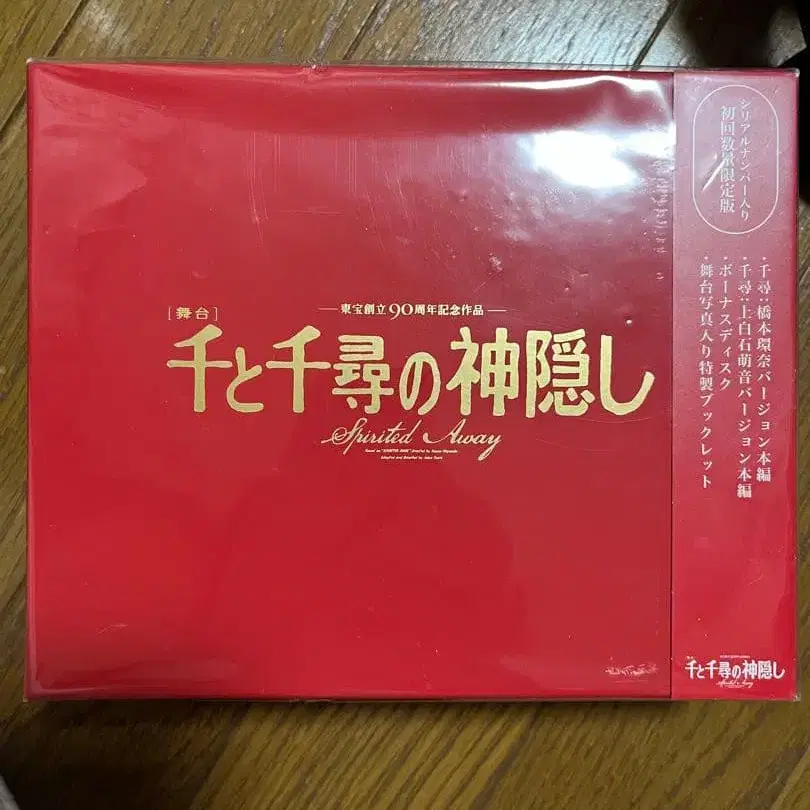 東宝創立90周年記念作品
[舞台]
千と千尋の神隠し
Spirited Away
シリアルナンバー入り
初回数量限定版
・千尋:橋本環奈バージョン本編
・千尋:上白石萌音バージョン本編
・ボーナスディスク
・舞台写真入り特製ブックレット
千と千尋の神隠し